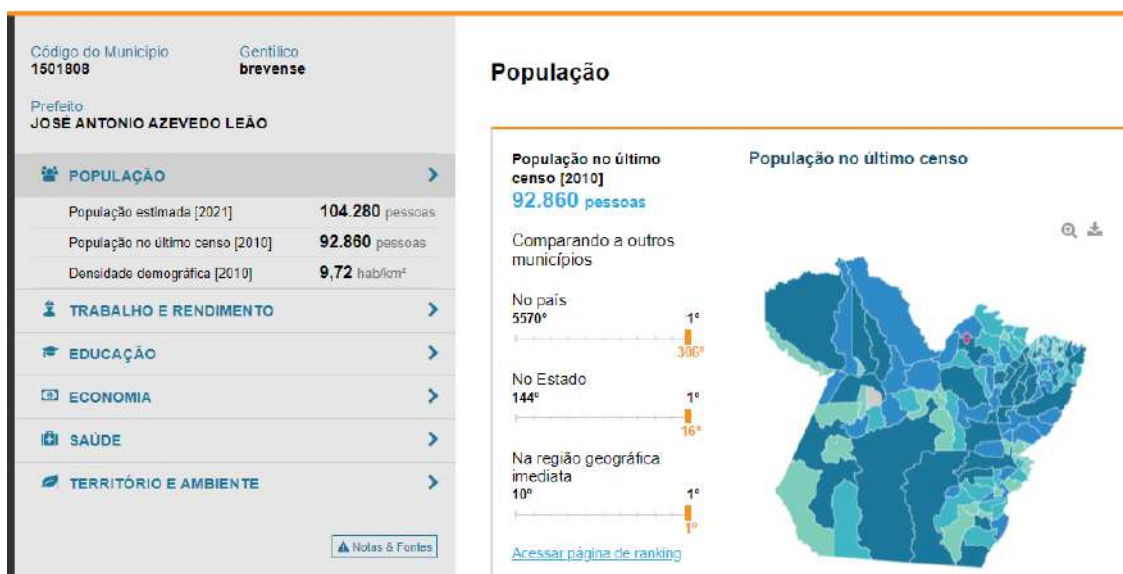 Código do Município Gentílico
1501808 brevense
Prefeito
JOSÉ ANTONIO AZEVEDO LEÃO
POPULAÇÃO
População estimada [2021] 104.280 pessoas
População no último censo [2010] 92.860 pessoas
Densidade demográfica [2010] 9,72 hab/km²
TRABALHO E RENDIMENTO
EDUCAÇÃO
ECONOMIA
SAÚDE
TERRITÓRIO E AMBIENTE
Notas & Fontes
População
População no último
censo [2010]
92.860 pessoas
Comparando a outros
municípios
No país
5570º 1º
306º
No Estado
144º 1º
16º
Na região geográfica
imediata
10º 1º
1º
Acessar página de ranking
População no último censo